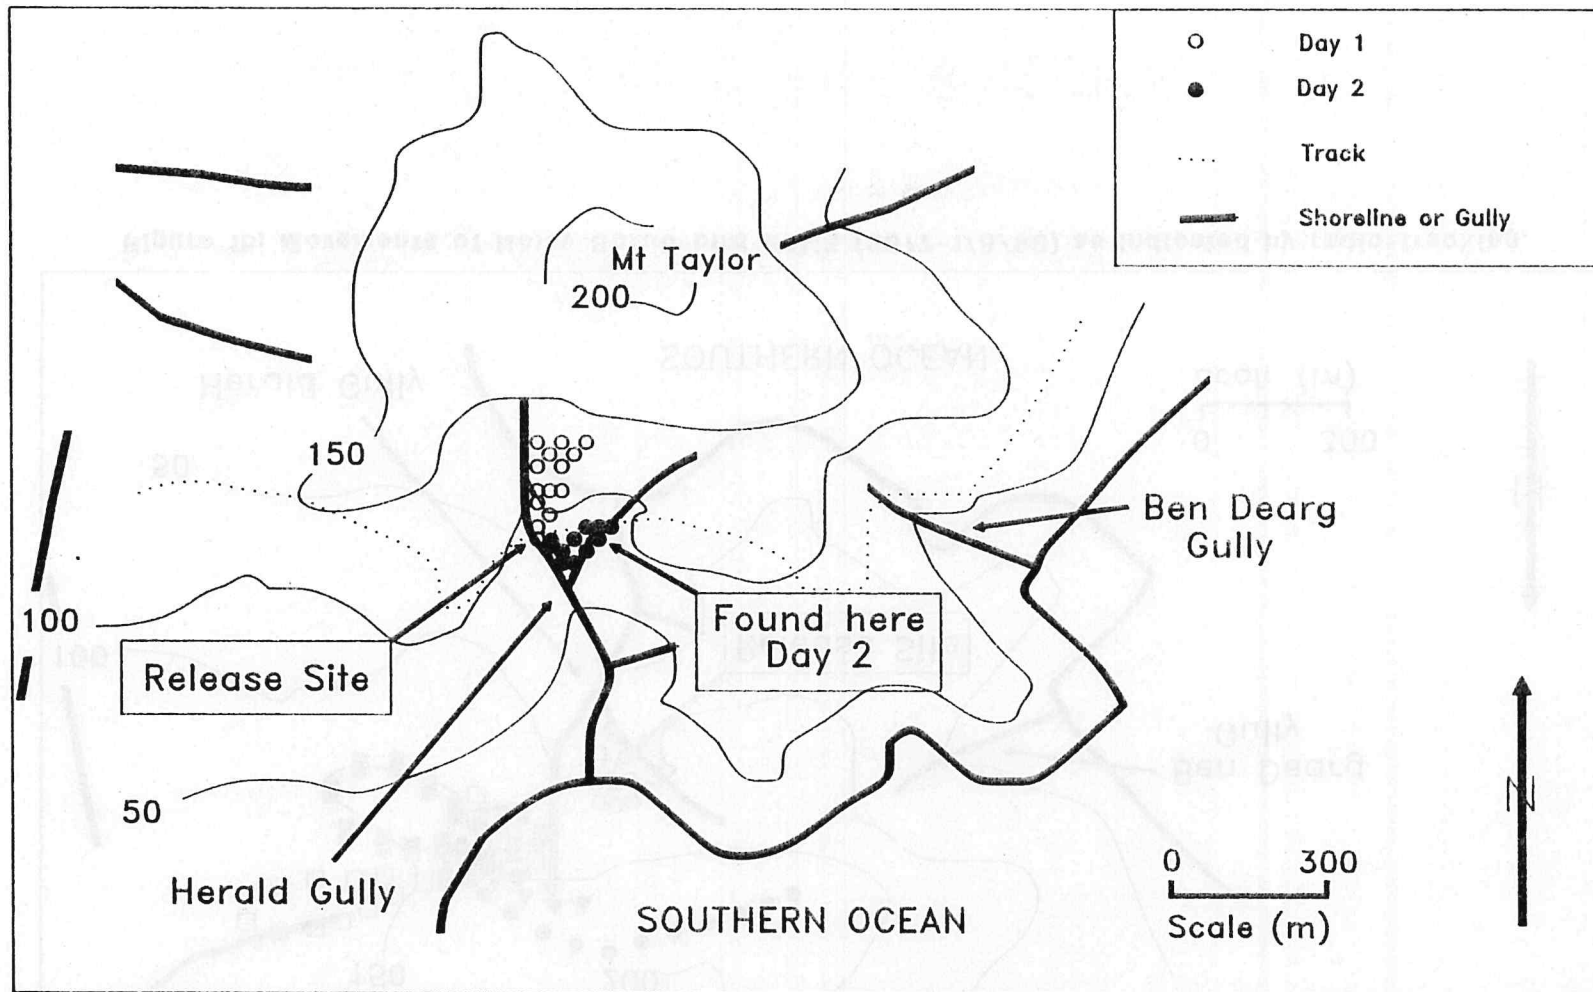 Day 1
Day 2
Track
Shoreline or Gully
Mt Taylor
200
150
Ben Dearg
Gully
100
Found here
Day 2
Release Site
50
Herald Gully
SOUTHERN OCEAN
0 300
Scale (m)
N